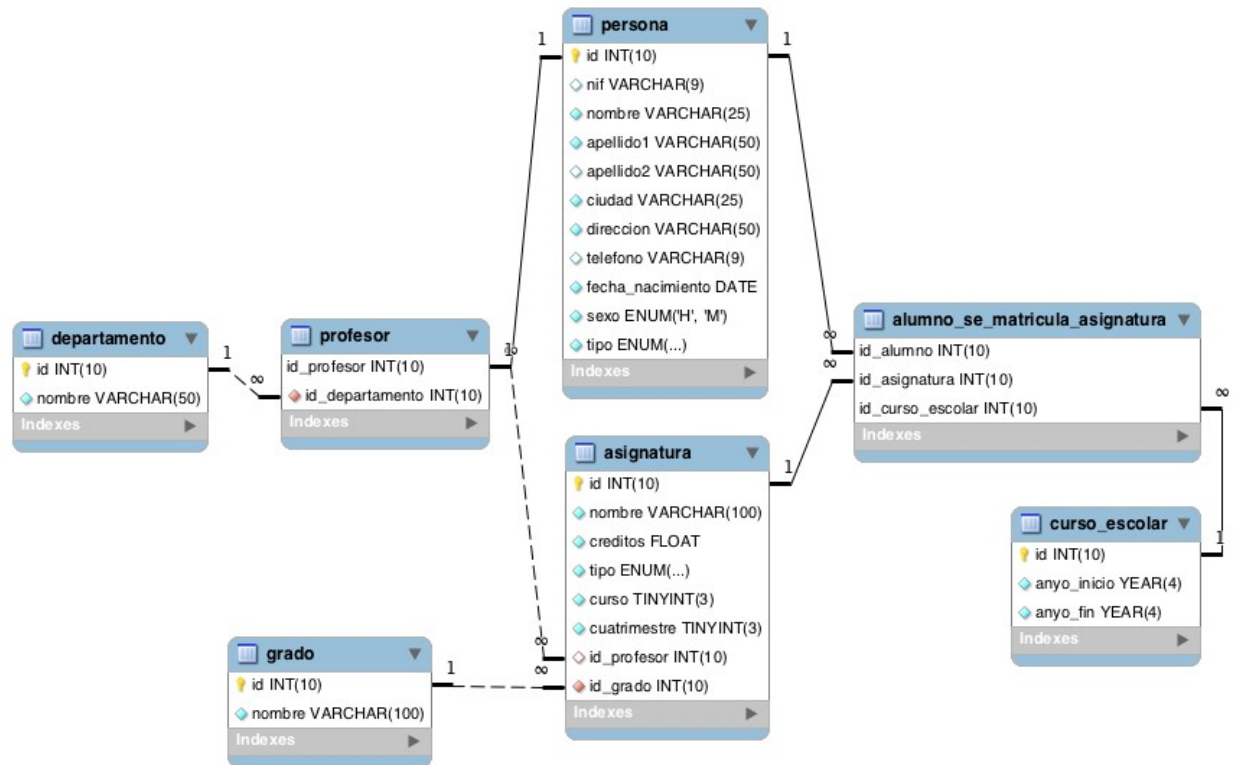 persona
id INT(10)
nif VARCHAR(9)
nombre VARCHAR(25)
apellido1 VARCHAR(50)
apellido2 VARCHAR(50)
ciudad VARCHAR(25)
direccion VARCHAR(50)
telefono VARCHAR(9)
fecha_nacimiento DATE
sexo ENUM('H', 'M')
tipo ENUM(...)
Indexes
1
1
departamento
id INT(10)
nombre VARCHAR(50)
Indexes
1
∞
profesor
id_profesor INT(10)
id_departamento INT(10)
Indexes
1
alumno_se_matricula_asignatura
id_alumno INT(10)
id_asignatura INT(10)
id_curso_escolar INT(10)
Indexes
∞
∞
∞
asignatura
id INT(10)
nombre VARCHAR(100)
creditos FLOAT
tipo ENUM(...)
curso TINYINT(3)
cuatrimestre TINYINT(3)
id_profesor INT(10)
id_grado INT(10)
Indexes
1
∞
∞
curso_escolar
id INT(10)
anyo_inicio YEAR(4)
anyo_fin YEAR(4)
Indexes
1
grado
id INT(10)
nombre VARCHAR(100)
Indexes
1